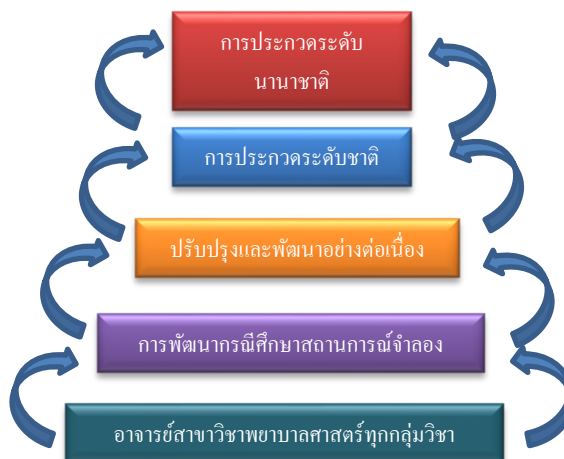 การประกวดระดับ
นานาชาติ
การประกวดระดับชาติ
ปรับปรุงและพัฒนาอย่างต่อเนื่อง
การพัฒนากรณีศึกษาสถานการณ์จำลอง
อาจารย์สาขาวิชาพยาบาลศาสตร์ทุกกลุ่มวิชา